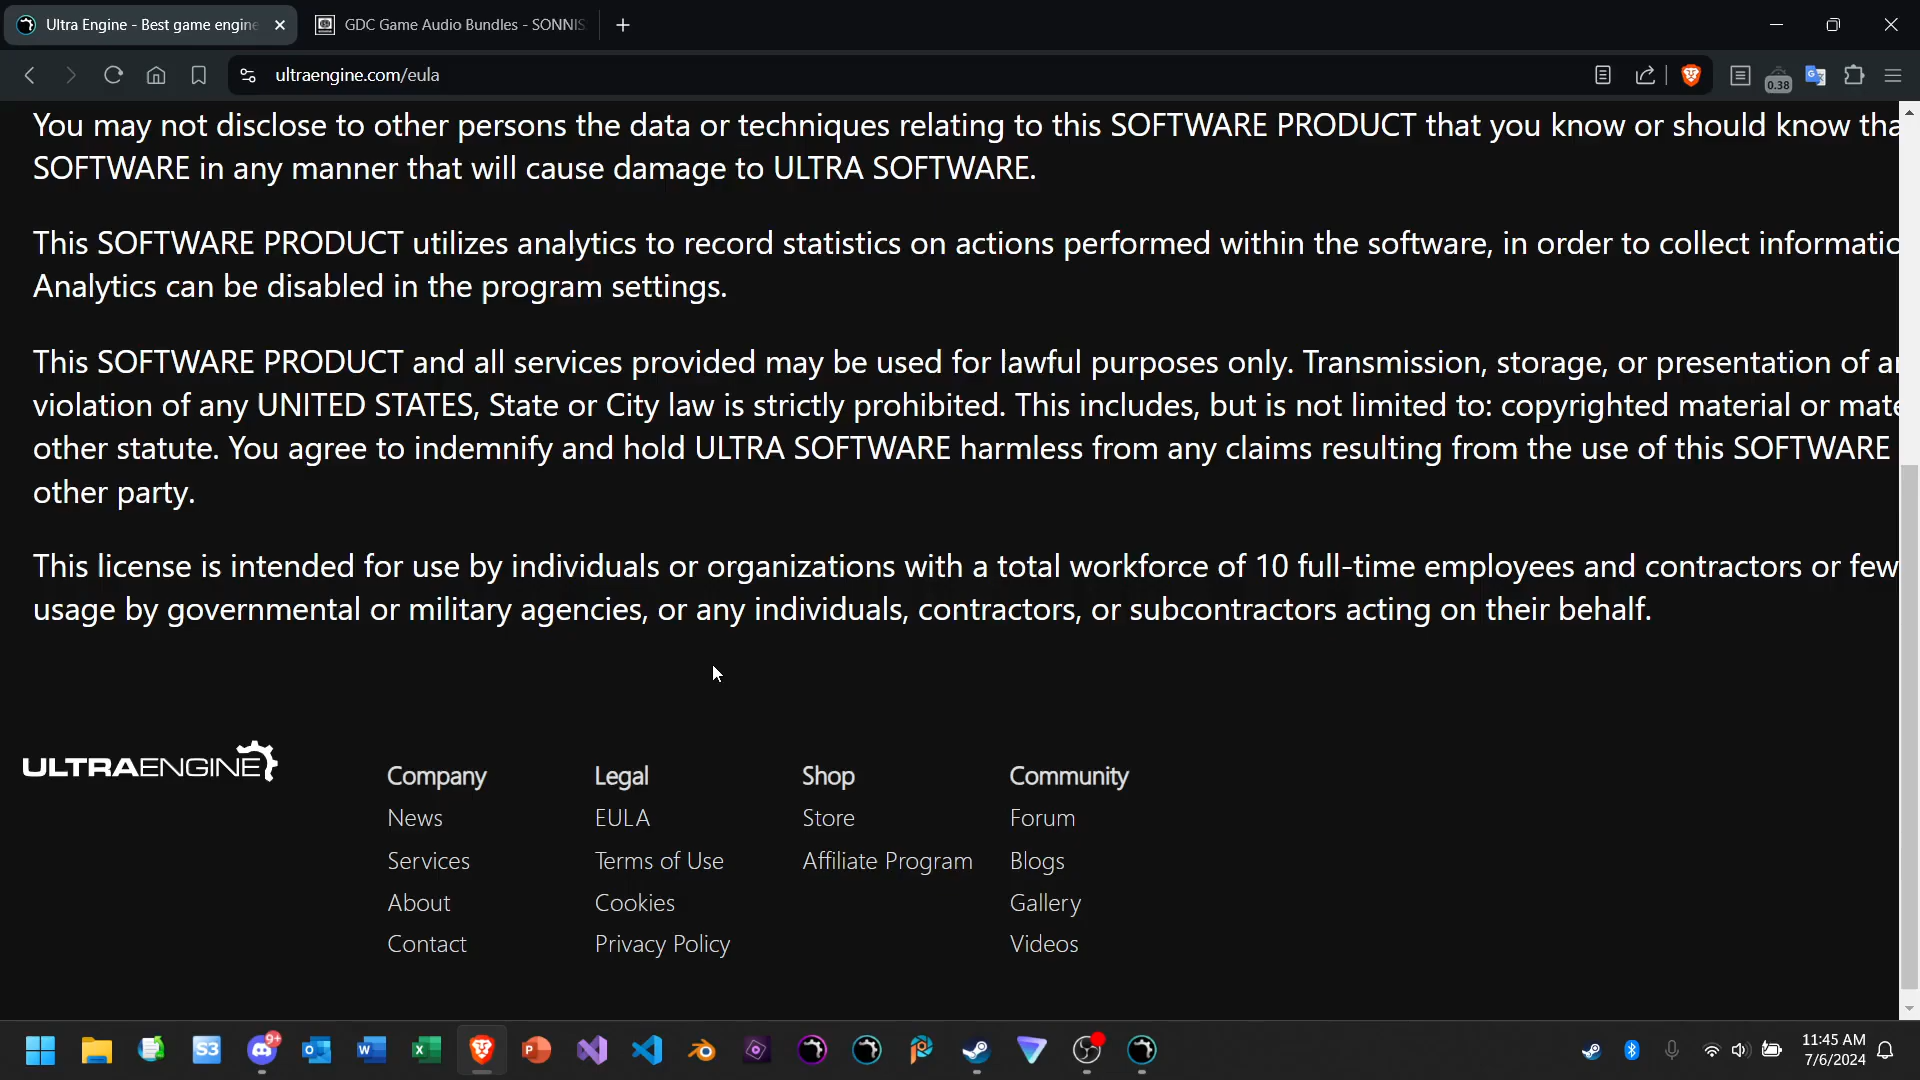 Ultra Engine - Best game engine
GDC Game Audio Bundles - SONNIS
ultraengine.com/eula
0.38
You may not disclose to other persons the data or techniques relating to this SOFTWARE PRODUCT that you know or should know tha
SOFTWARE in any manner that will cause damage to ULTRA SOFTWARE.
This SOFTWARE PRODUCT utilizes analytics to record statistics on actions performed within the software, in order to collect informatio
Analytics can be disabled in the program settings.
This SOFTWARE PRODUCT and all services provided may be used for lawful purposes only. Transmission, storage, or presentation of an
violation of any UNITED STATES, State or City law is strictly prohibited. This includes, but is not limited to: copyrighted material or mate
other statute. You agree to indemnify and hold ULTRA SOFTWARE harmless from any claims resulting from the use of this SOFTWARE
other party.
This license is intended for use by individuals or organizations with a total workforce of 10 full-time employees and contractors or few
usage by governmental or military agencies, or any individuals, contractors, or subcontractors acting on their behalf.
ULTRAENGINE
Company Legal Shop Community
News EULA Store Forum
Services Terms of Use Affiliate Program Blogs
About Cookies Gallery
Contact Privacy Policy Videos
S3
9+
11:45 AM
7/6/2024